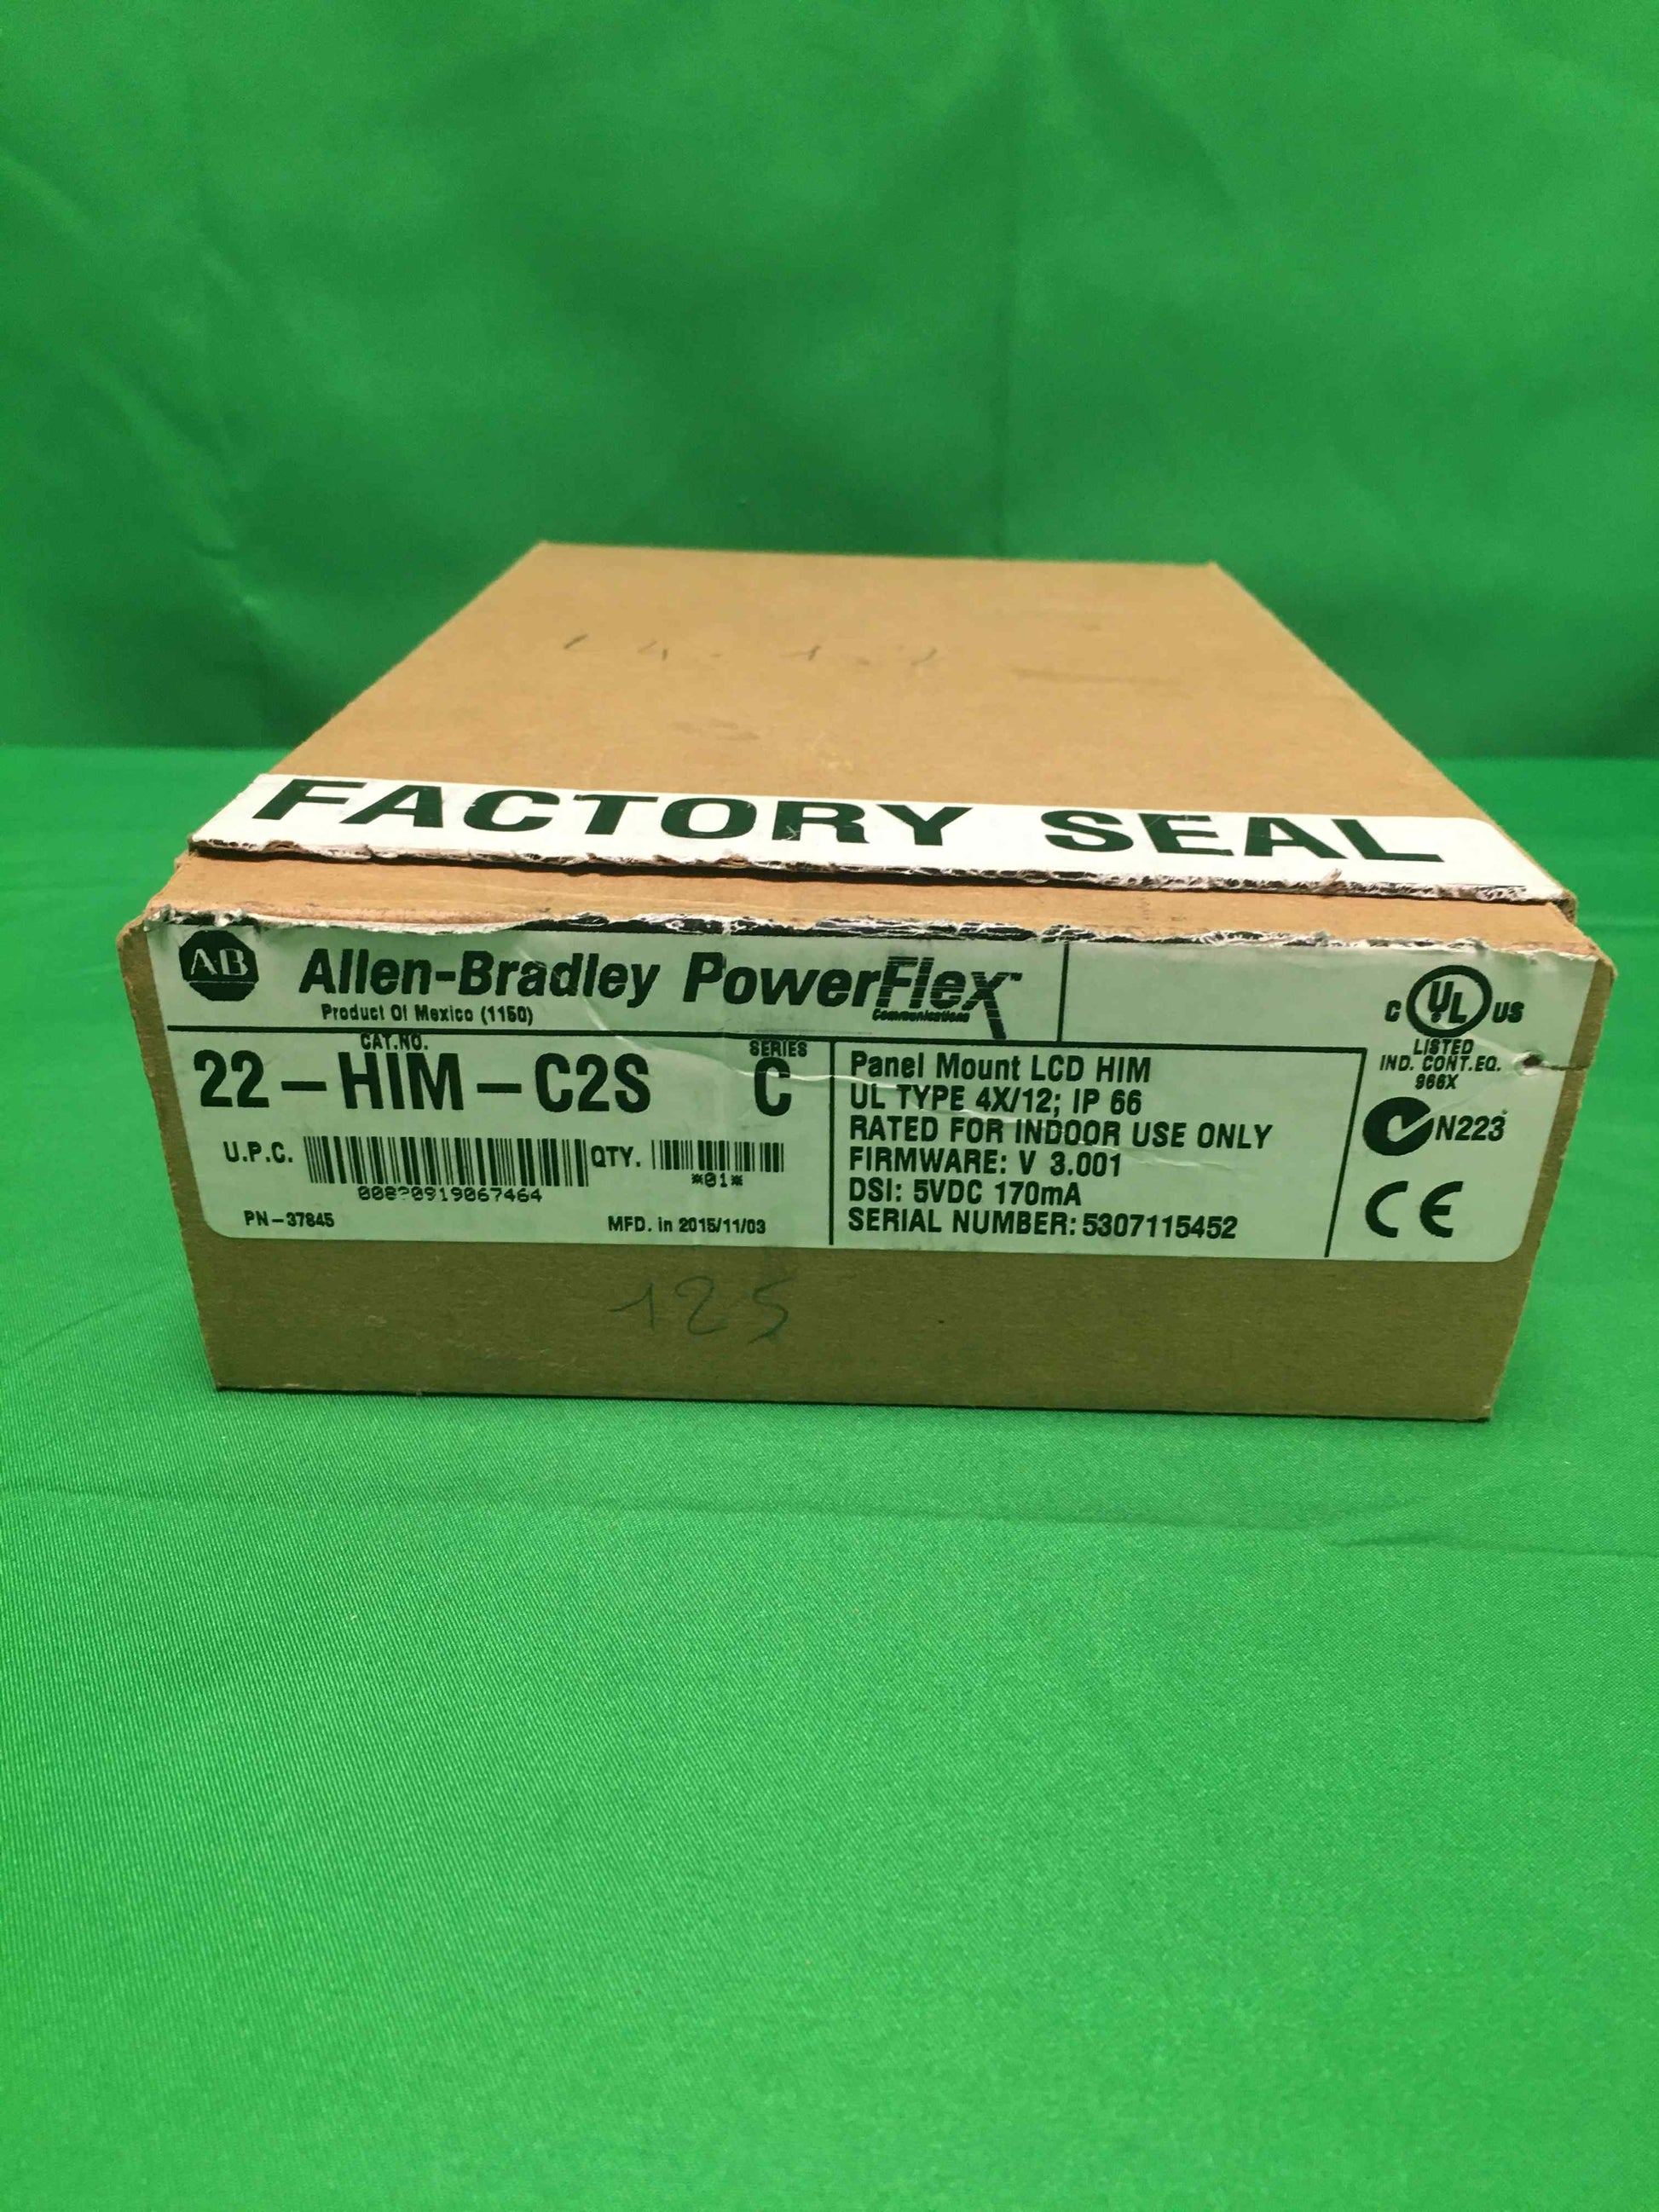 FACTORY SEAL
AB Allen-Bradley PowerFlex™
Communications
Product Of Mexico (1150)
CAT.NO. SERIES
22-HIM-C2S C
U.P.C. QTY.
*01*
PN-37845 MFD. in 2015/11/03
Panel Mount LCD HIM
UL TYPE 4X/12; IP 66
RATED FOR INDOOR USE ONLY
FIRMWARE: V 3.001
DSI: 5VDC 170mA
SERIAL NUMBER: 5307115452
C UL US
LISTED
IND. CONT.EQ.
966X
N223
CE
125